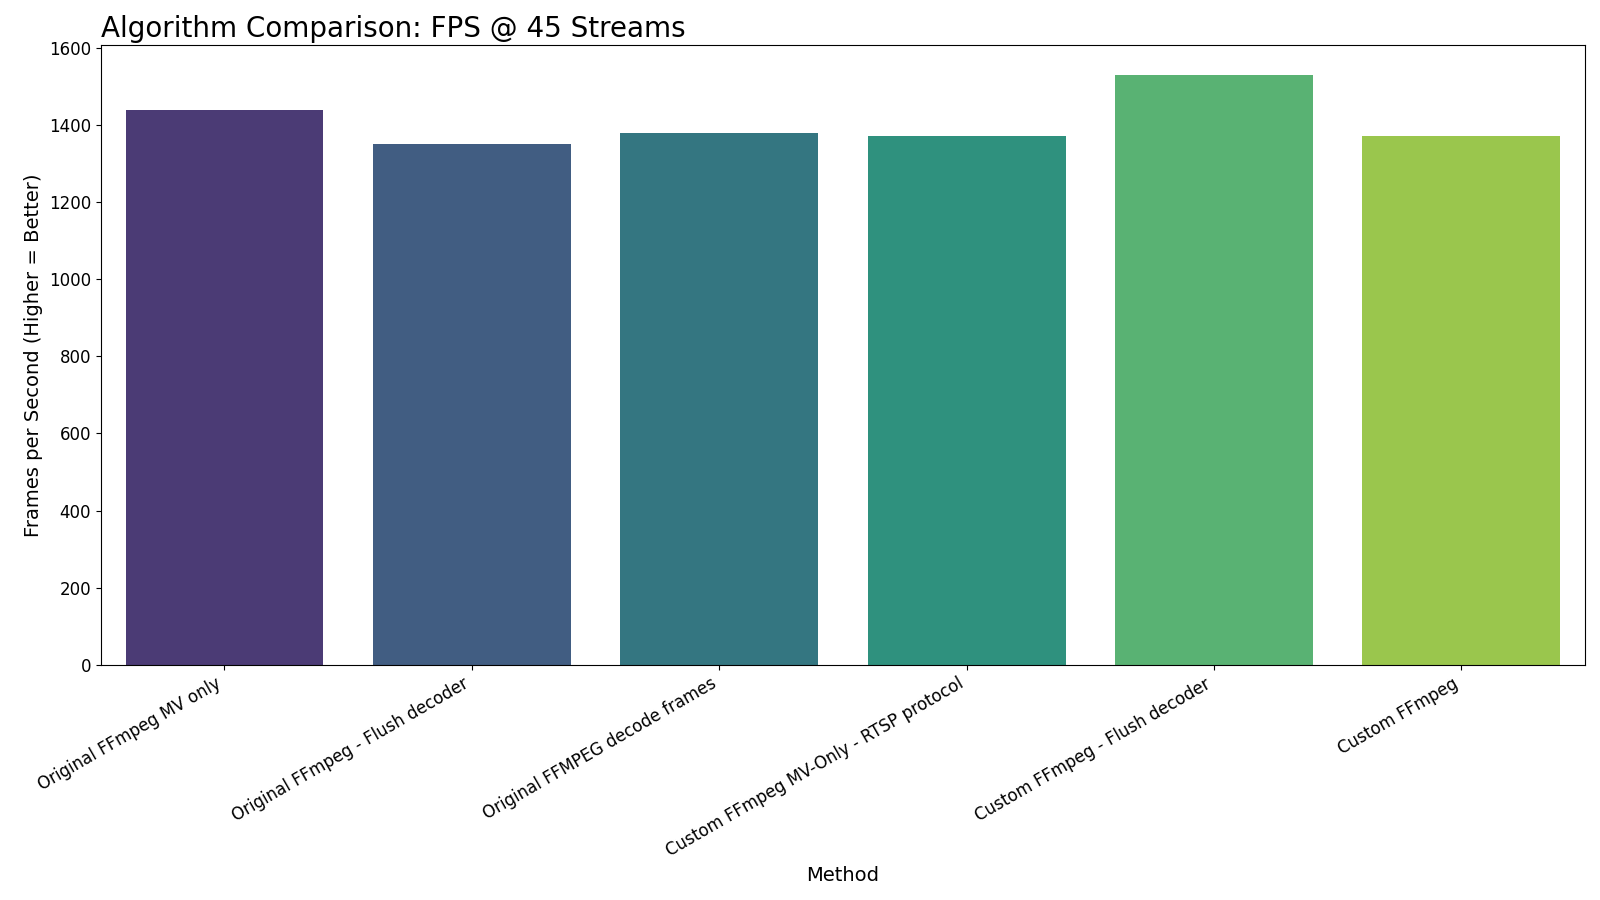 Algorithm Comparison: FPS @ 45 Streams
Frames per Second (Higher = Better)
1600
1400
1200
1000
800
600
400
200
0
Original FFmpeg MV only
Original FFmpeg - Flush decoder
Original FFMPEG decode frames
Custom FFmpeg MV-Only - RTSP protocol
Custom FFmpeg - Flush decoder
Custom FFmpeg
Method